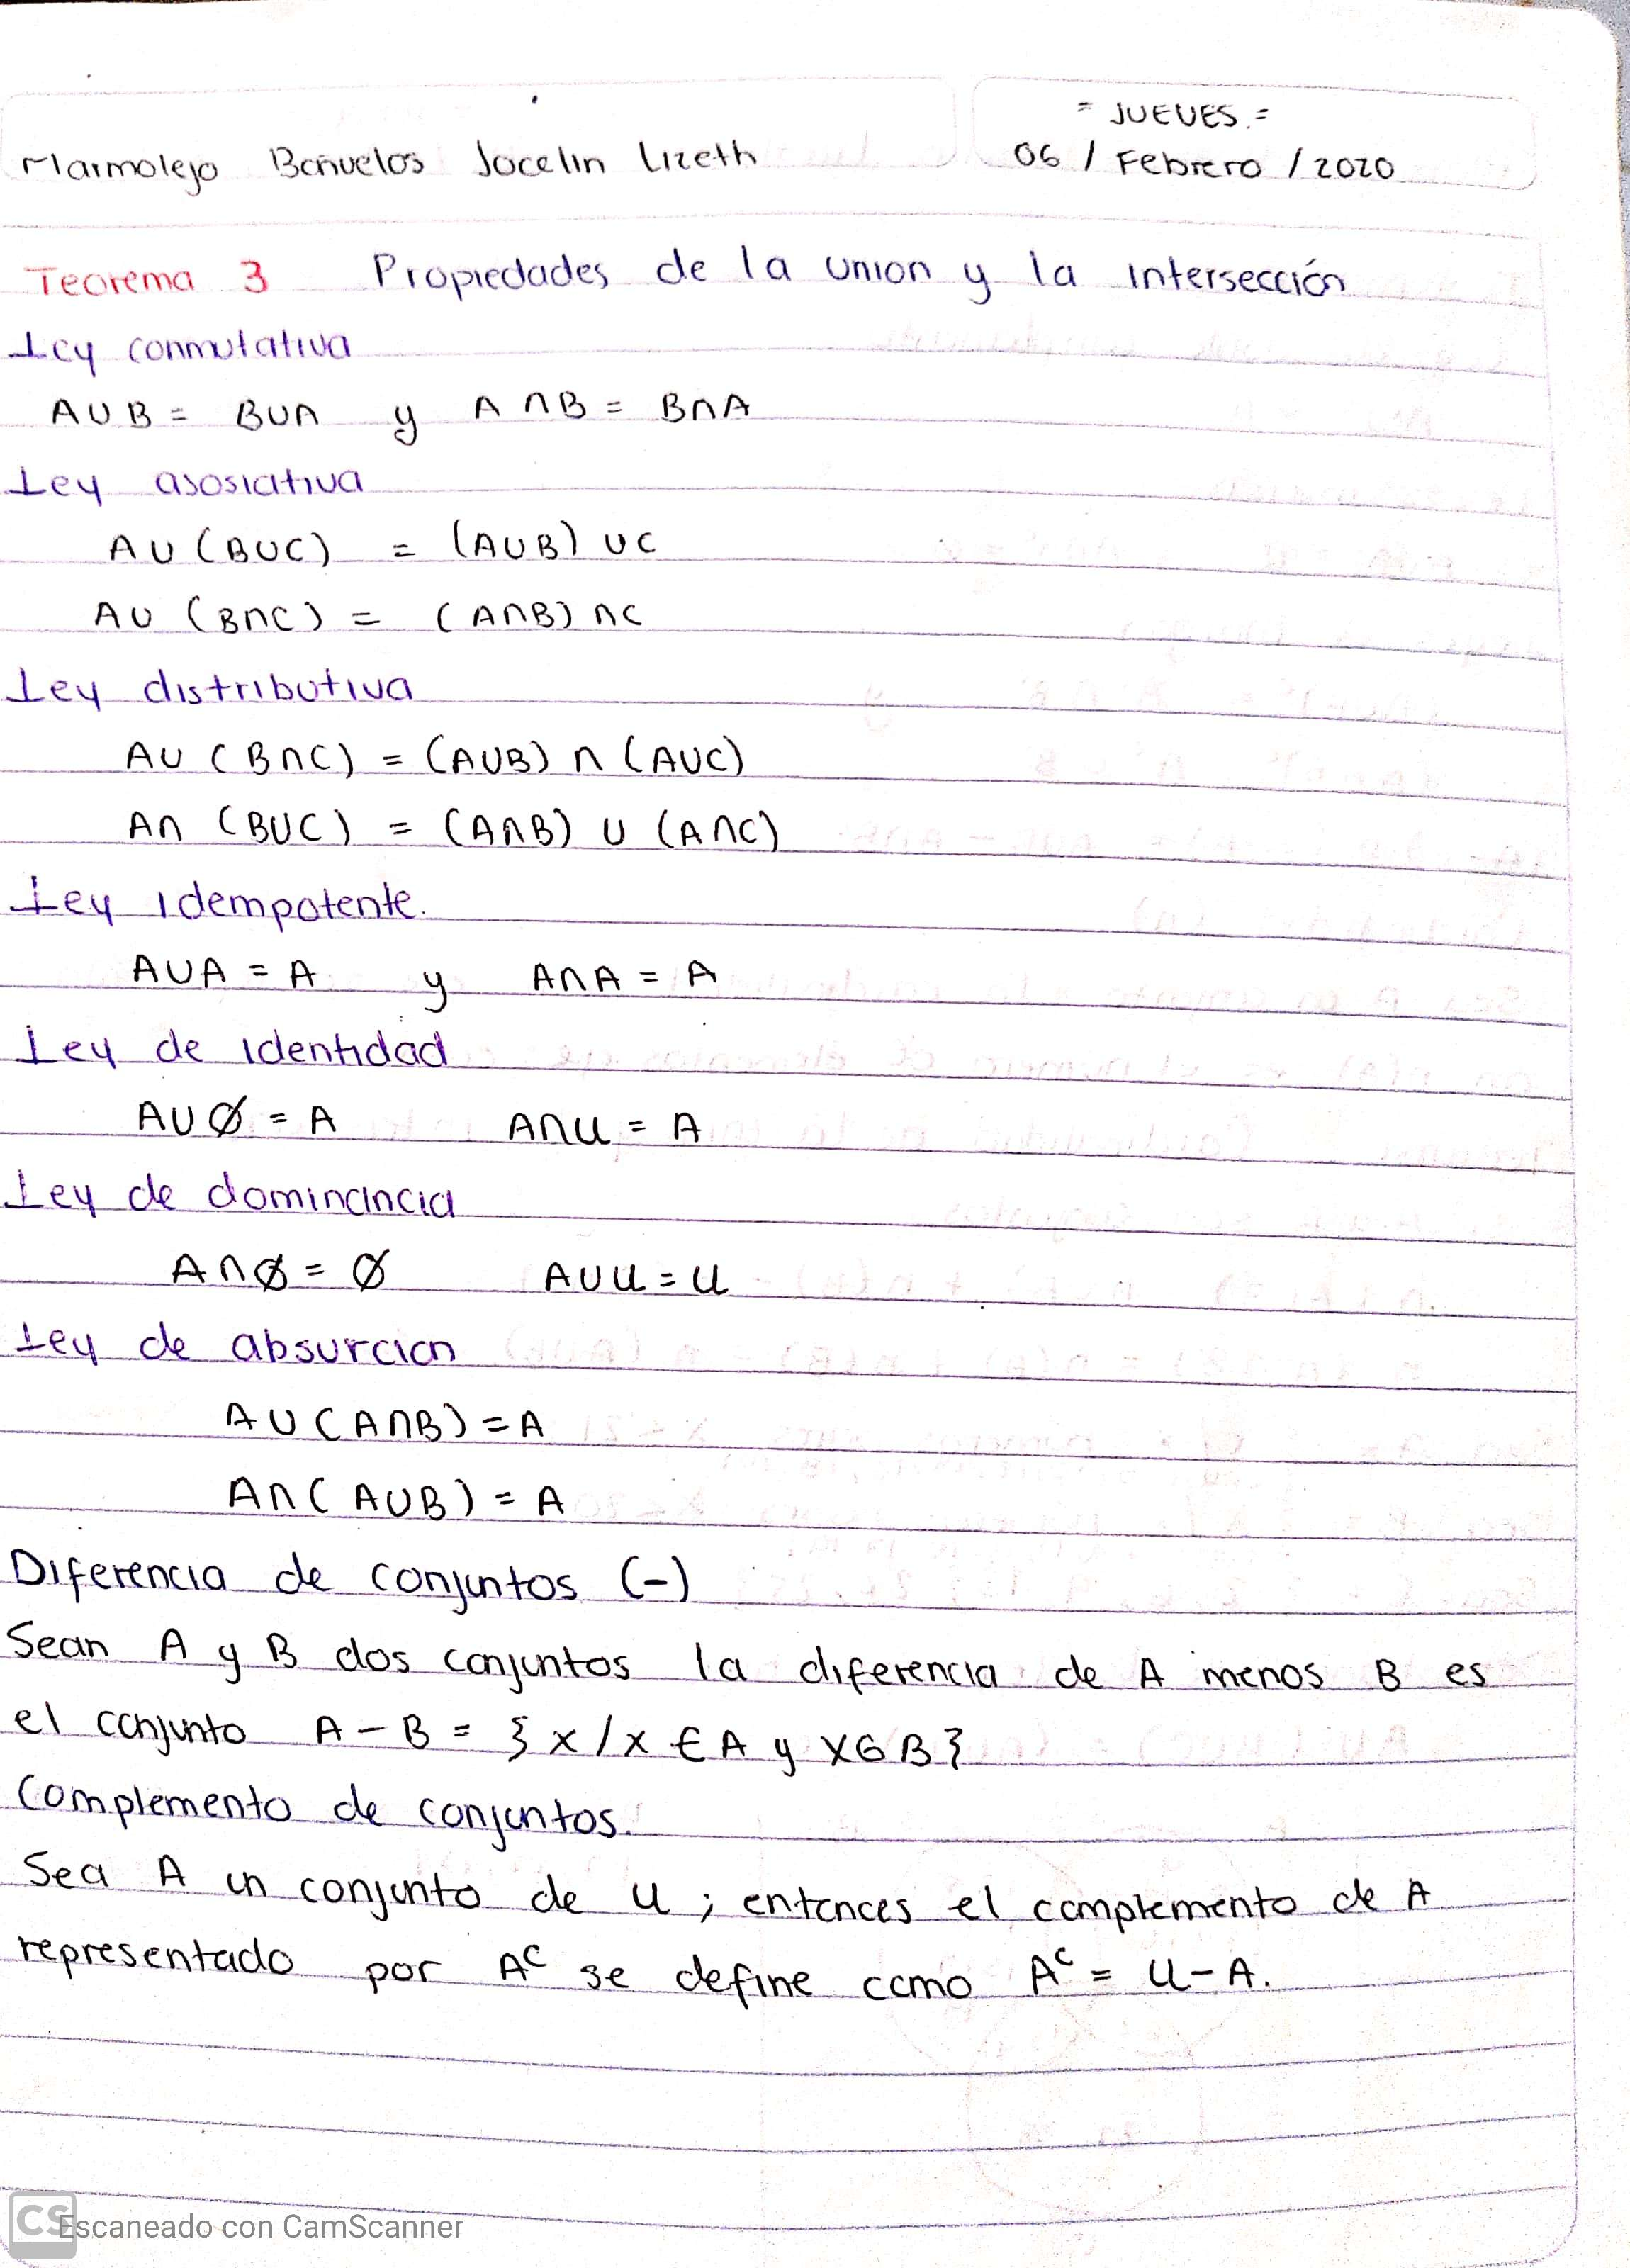 = JUEVES =
Marmolejo Bañuelos Jocelin Lizeth
06 / Febrero / 2020
Teorema 3 Propiedades de la union y la intersección
Ley conmutativa
A∪B = B∪A y A∩B = B∩A
Ley asosiativa
A∪(B∪C) = (A∪B)∪C
A∪(B∩C) = (A∩B)∩C
Ley distributiva
A∪(B∩C) = (A∪B)∩(A∪C)
A∩(B∪C) = (A∩B)∪(A∩C)
Ley idempotente.
A∪A = A y A∩A = A
Ley de identidad
A∪Ø = A A∩U = A
Ley de dominancia
A∩Ø = Ø A∪U = U
Ley de absurcion
A∪(A∩B) = A
A∩(A∪B) = A
Diferencia de conjuntos (-)
Sean A y B dos conjuntos la diferencia de A menos B es
el conjunto A - B = {x/x ∈ A y x∈B}
Complemento de conjuntos.
Sea A un conjunto de U; entonces el complemento de A
representado por Aᶜ se define como Aᶜ = U-A.
CS Escaneado con CamScanner